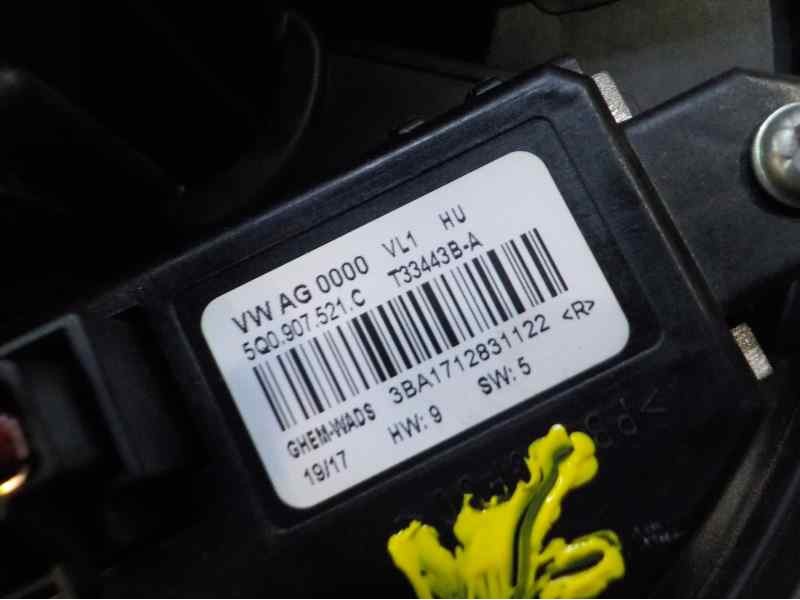 VW AG 0000 VL1 HU
5Q0.907.521.C T33443B-A
3BA1712831122 <R>
GHEM-WADS HW: 9 SW: 5
19/17